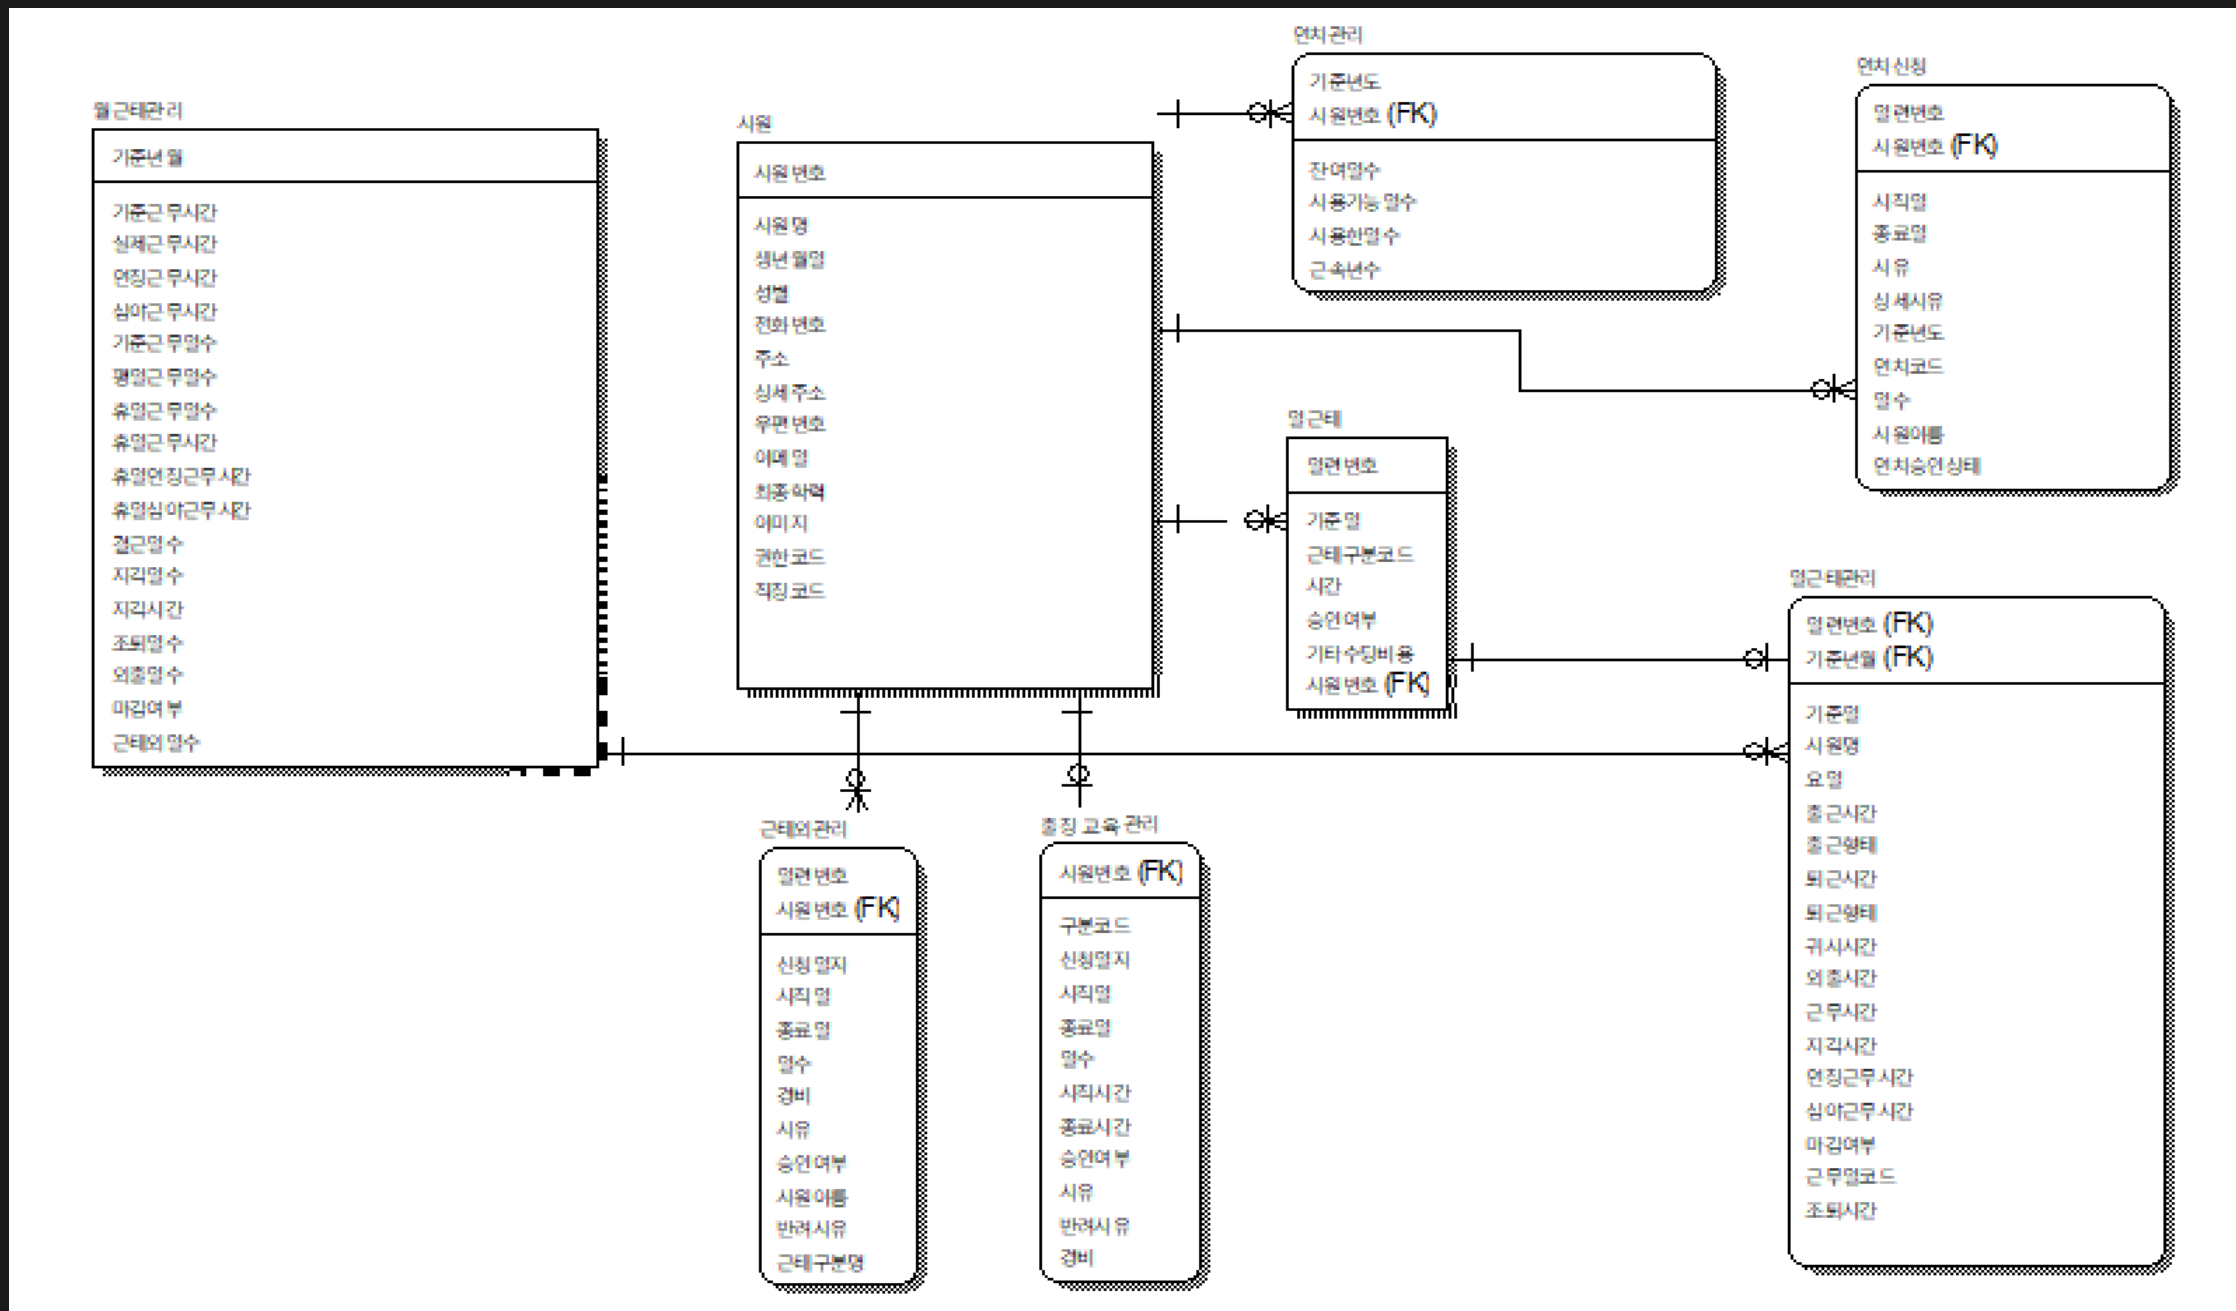 월근태관리
기준년월
기준근무시간
실제근무시간
연장근무시간
심야근무시간
기준근무일수
평일근무일수
휴일근무일수
휴일근무시간
휴일연장근무시간
휴일심야근무시간
결근일수
지각일수
지각시간
조퇴일수
외출일수
마감여부
근태외일수
사원
사원번호
사원명
생년월일
성별
전화번호
주소
상세주소
우편번호
이메일
최종학력
이미지
권한코드
직장코드
연차관리
기준년도
사원번호 (FK)
잔여일수
사용가능일수
사용한일수
근속년수
연차신청
일련번호
사원번호 (FK)
시작일
종료일
사유
상세사유
기준년도
연차코드
일수
사원이름
연차승인상태
일근태
일련번호
기준일
근태구분코드
시간
승인여부
기타수당비용
사원번호 (FK)
일근태관리
일련번호 (FK)
기준년월 (FK)
기준일
사원명
요일
출근시간
출근형태
퇴근시간
퇴근형태
귀사시간
외출시간
근무시간
지각시간
연장근무시간
심야근무시간
마감여부
근무일코드
조퇴시간
근태외관리
일련번호
사원번호 (FK)
신청일자
시작일
종료일
일수
경비
사유
승인여부
사원이름
반려사유
근태구분명
출장 교육 관리
사원번호 (FK)
구분코드
신청일자
시작일
종료일
일수
시작시간
종료시간
승인여부
사유
반려사유
경비